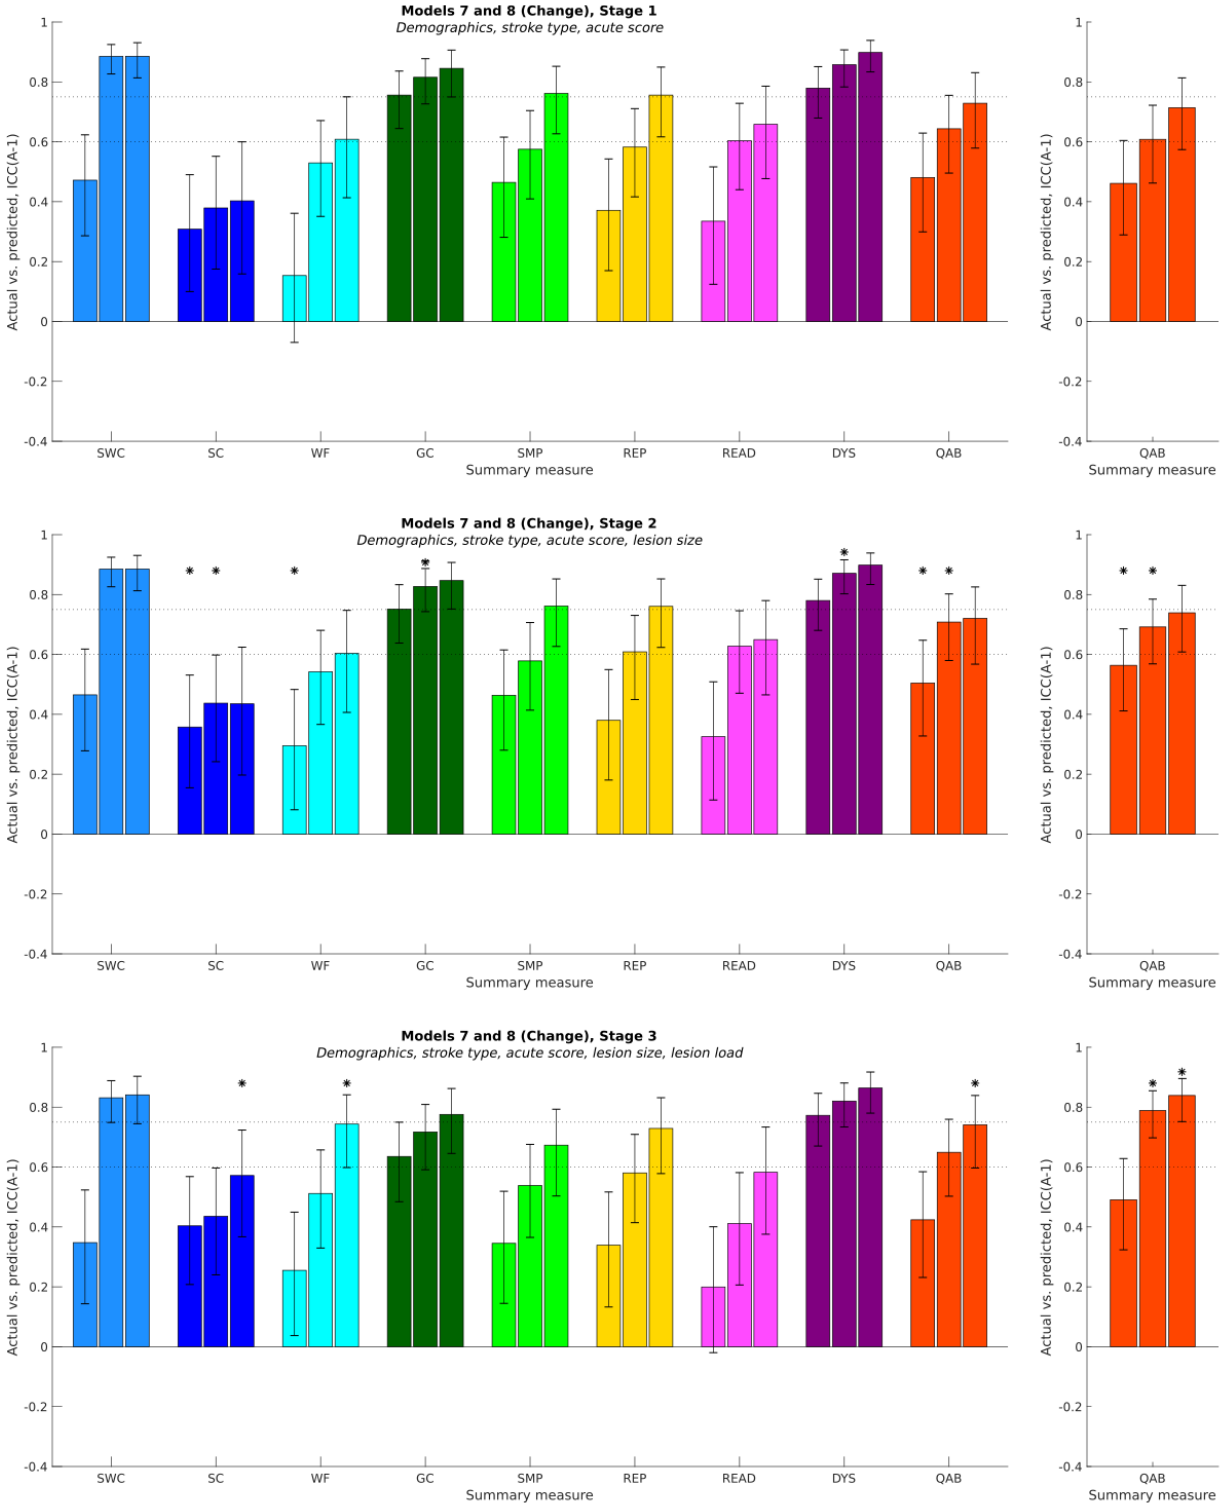 Models 7 and 8 (Change), Stage 1
Demographics, stroke type, acute score
Actual vs. predicted, ICC(A-1)
1
0.8
0.6
0.4
0.2
0
-0.2
-0.4
SWC SC WF GC SMP REP READ DYS QAB
Summary measure
Actual vs. predicted, ICC(A-1)
1
0.8
0.6
0.4
0.2
0
-0.2
-0.4
QAB
Summary measure
Models 7 and 8 (Change), Stage 2
Demographics, stroke type, acute score, lesion size
Actual vs. predicted, ICC(A-1)
1
0.8
0.6
0.4
0.2
0
-0.2
-0.4
SWC SC WF GC SMP REP READ DYS QAB
Summary measure
Actual vs. predicted, ICC(A-1)
1
0.8
0.6
0.4
0.2
0
-0.2
-0.4
QAB
Summary measure
Models 7 and 8 (Change), Stage 3
Demographics, stroke type, acute score, lesion size, lesion load
Actual vs. predicted, ICC(A-1)
1
0.8
0.6
0.4
0.2
0
-0.2
-0.4
SWC SC WF GC SMP REP READ DYS QAB
Summary measure
Actual vs. predicted, ICC(A-1)
1
0.8
0.6
0.4
0.2
0
-0.2
-0.4
QAB
Summary measure